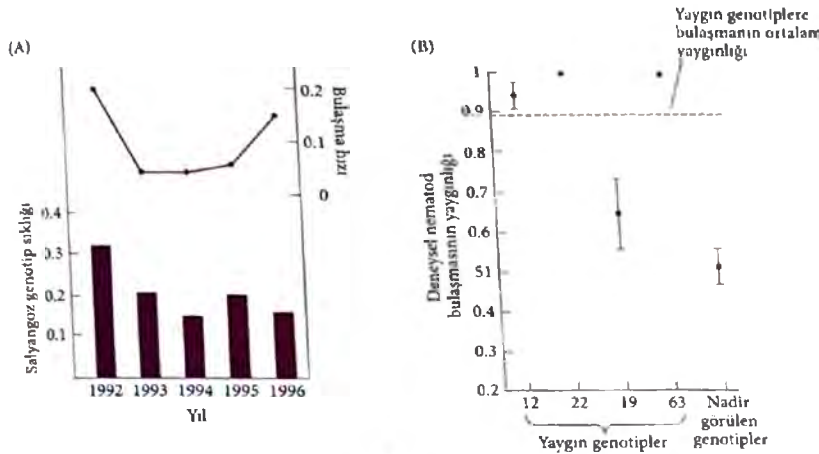 (A)
0.2
0.1
0
Bulaşma hızı
0.4
0.3
0.2
0.1
Salyangoz genotip sıklığı
1992 1993 1994 1995 1996
Yıl
(B)
Yaygın genotiplere
bulaşmanın ortalam
yaygınlığı
1
0.9
0.8
0.7
0.6
51
0.4
0.3
0.2
Deneysel nematod
bulaşmasının yaygınlığı
12 22 19 63 Nadir
görülen
genotipler
Yaygın genotipler